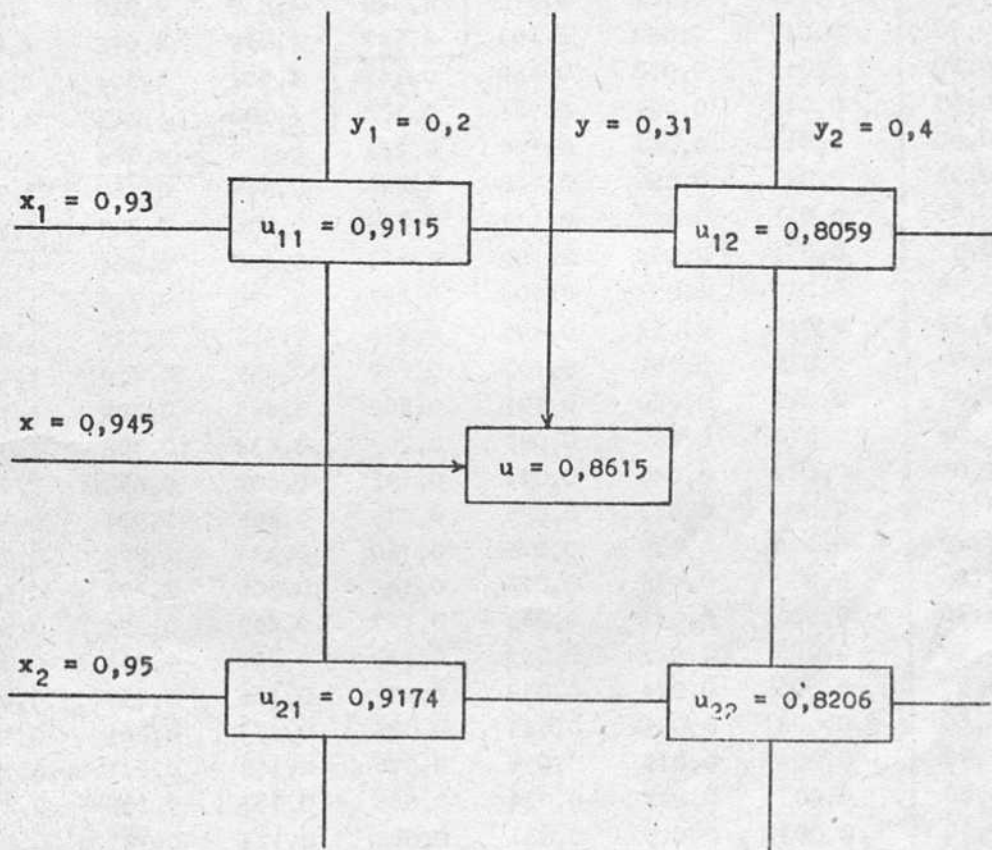 y₁ = 0,2
y = 0,31
y₂ = 0,4
x₁ = 0,93
u₁₁ = 0,9115
u₁₂ = 0,8059
x = 0,945
u = 0,8615
x₂ = 0,95
u₂₁ = 0,9174
u₂₂ = 0,8206